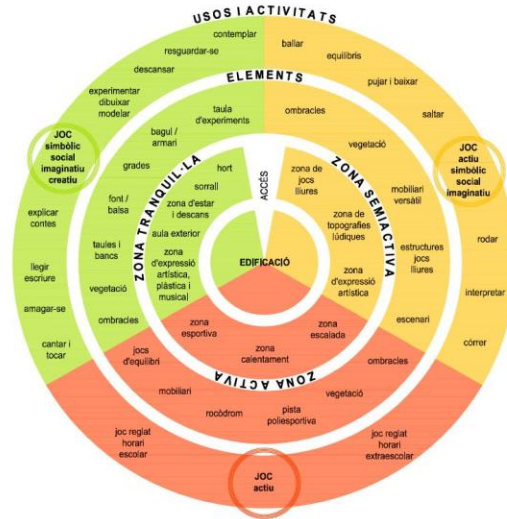 USOS I ACTIVITATS
contemplar
resguardar-se
descansar
experimentar
dibuixar
modelar
JOC
simbòlic
social
imaginatiu
creatiu
explicar
contes
llegir
escriure
amagar-se
cantar i
tocar
ballar
equilibris
pujar i baixar
saltar
JOC
actiu
simbòlic
social
imaginatiu
rodar
interpretar
córrer
ELEMENTS
taula
d'experiments
bagul /
armari
grades
font /
balsa
taules i
bancs
vegetació
ombracles
ombracles
vegetació
mobiliari
versàtil
estructures
jocs
lliures
escenari
ZONA TRANQUIL·LA
hort
sorral
zona d'estar
i descans
aula exterior
zona
d'expressió
artística,
plàstica i
musical
ACCÉS
ZONA SEMIACTIVA
zona de
jocs
lliures
zona de
topografies
lúdiques
zona
d'expressió
artística
EDIFICACIÓ
zona
esportiva
zona
calentament
zona
escalada
ZONA ACTIVA
jocs
d'equilibri
mobiliari
rocòdrom
pista
poliesportiva
vegetació
ombracles
joc reglat
horari
escolar
JOC
actiu
joc reglat
horari
extraescolar